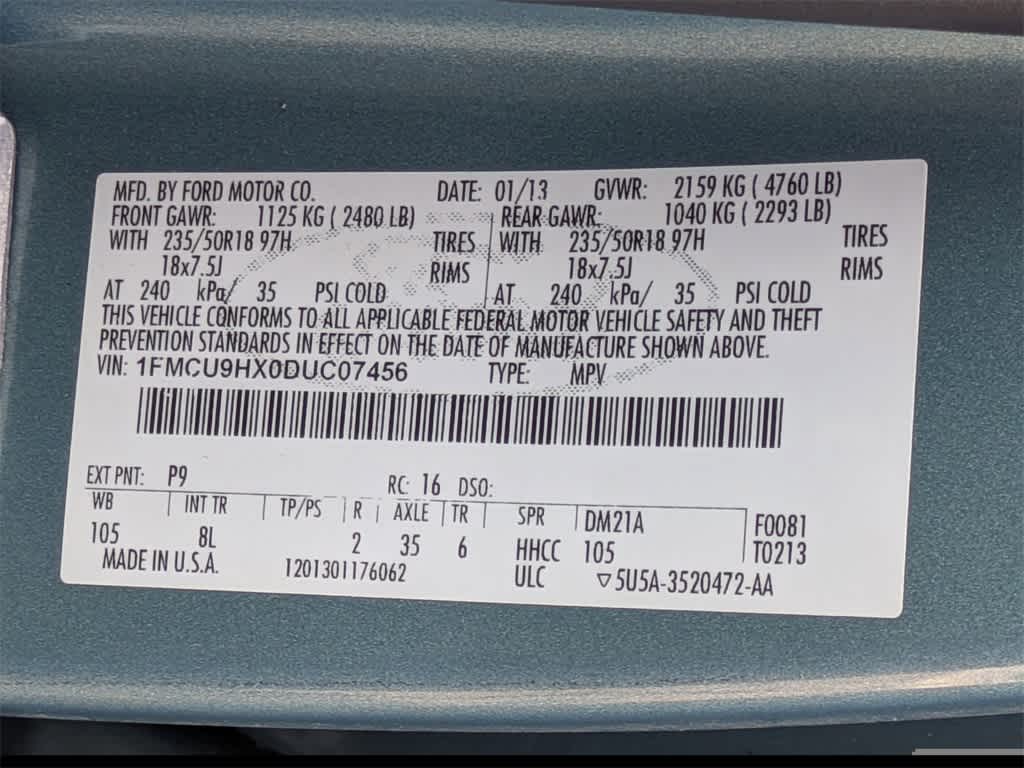 MFD. BY FORD MOTOR CO. DATE: 01/13 GVWR: 2159 KG ( 4760 LB)
FRONT GAWR: 1125 KG ( 2480 LB) REAR GAWR: 1040 KG ( 2293 LB)
WITH 235/50R18 97H TIRES WITH 235/50R18 97H TIRES
18x7.5J RIMS 18x7.5J RIMS
AT 240 kPa/ 35 PSI COLD AT 240 kPa/ 35 PSI COLD
THIS VEHICLE CONFORMS TO ALL APPLICABLE FEDERAL MOTOR VEHICLE SAFETY AND THEFT
PREVENTION STANDARDS IN EFFECT ON THE DATE OF MANUFACTURE SHOWN ABOVE.
VIN: 1FMCU9HX0DUC07456 TYPE: MPV
EXT PNT: P9 RC: 16 DSO:
WB INT TR TP/PS R AXLE TR SPR DM21A F0081
105 8L 2 35 6 HHCC 105 T0213
MADE IN U.S.A. 1201301176062 ULC ▽5U5A-3520472-AA